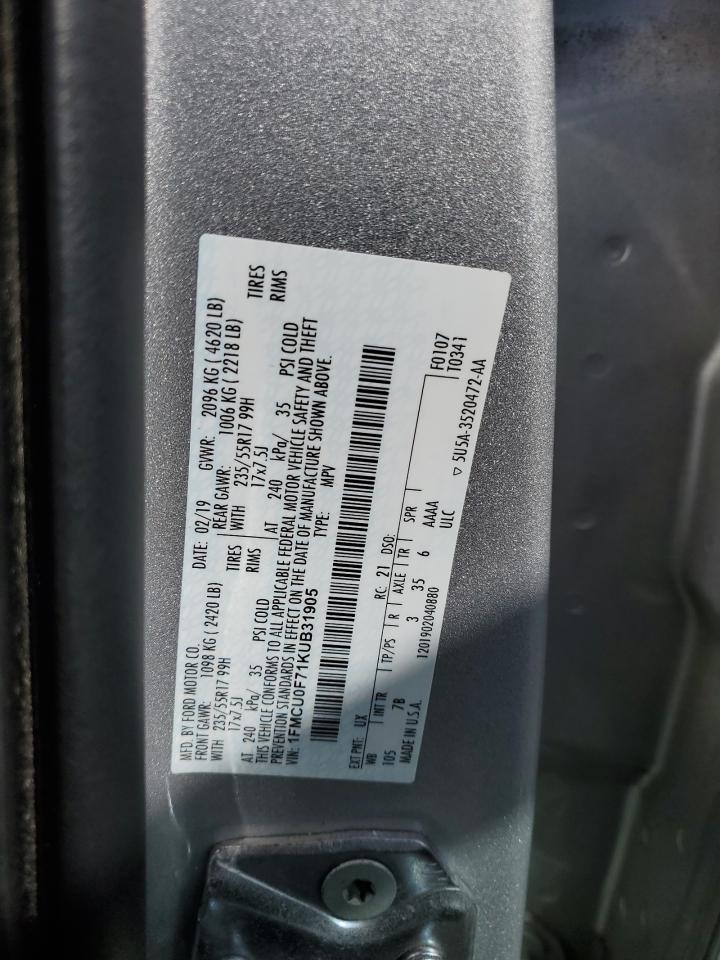 MFD. BY FORD MOTOR CO.
DATE: 02/19 GVWR: 2096 KG ( 4620 LB)
FRONT GAWR: 1098 KG ( 2420 LB) REAR GAWR: 1006 KG ( 2218 LB)
WITH 235/55R17 99H TIRES WITH 235/55R17 99H TIRES
17x7.5J RIMS 17x7.5J RIMS
AT 240 kPa/ 35 PSI COLD AT 240 kPa/ 35 PSI COLD
THIS VEHICLE CONFORMS TO ALL APPLICABLE FEDERAL MOTOR VEHICLE SAFETY AND THEFT
PREVENTION STANDARDS IN EFFECT ON THE DATE OF MANUFACTURE SHOWN ABOVE.
VIN: 1FMCU0F71KUB31905 TYPE: MPV
EXT PNT: UX RC: 21 DSO: F0107
WB INT TR TP/PS R AXLE TR SPR T0341
105 7B 3 35 6 AAAA
MADE IN U.S.A. 1201902040880 ULC ▽ 5U5A-3520472-AA